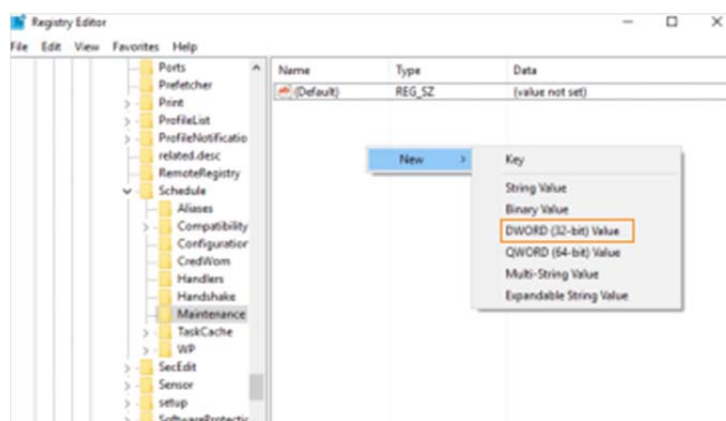 Registry Editor
File Edit View Favorites Help
Ports
Prefetcher
Print
ProfileList
ProfileNotificatio
related.desc
RemoteRegistry
Schedule
Aliases
Compatibility
Configuration
CredWom
Handlers
Handshake
Maintenance
TaskCache
WP
SecEdit
Sensor
setup
SoftwareProtectic
Name Type Data
(Default) REG_SZ (value not set)
New
Key
String Value
Binary Value
DWORD (32-bit) Value
QWORD (64-bit) Value
Multi-String Value
Expandable String Value